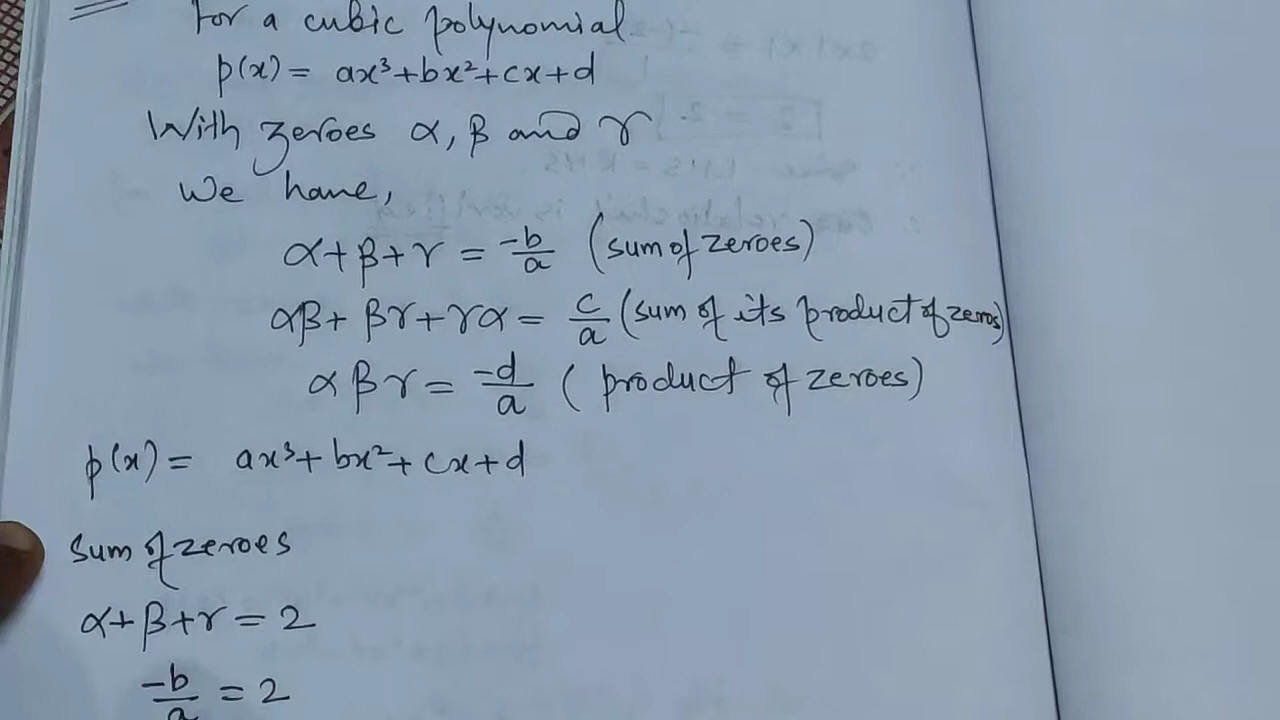 For a cubic polynomial
p(x) = ax³+bx²+cx+d
With zeroes α, β and γ
We have,
α+β+γ = -b/a (sum of zeroes)
αβ+ βγ+γα = c/a (sum of its product of zeros)
αβγ = -d/a (product of zeroes)
p(x) = ax³+bx²+cx+d
Sum of zeroes
α+β+γ = 2
-b/a = 2